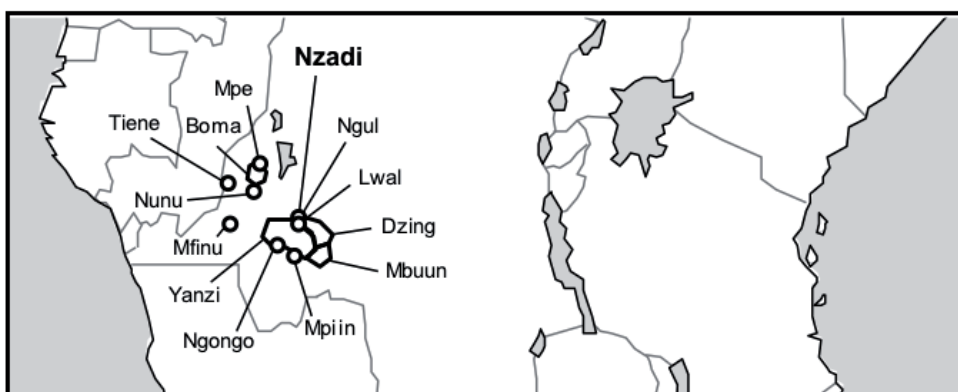 Nzadi
Mpe
Tiene
Boma
Ngul
Lwal
Nunu
Dzing
Mfinu
Mbuun
Yanzi
Ngongo
Mpiin